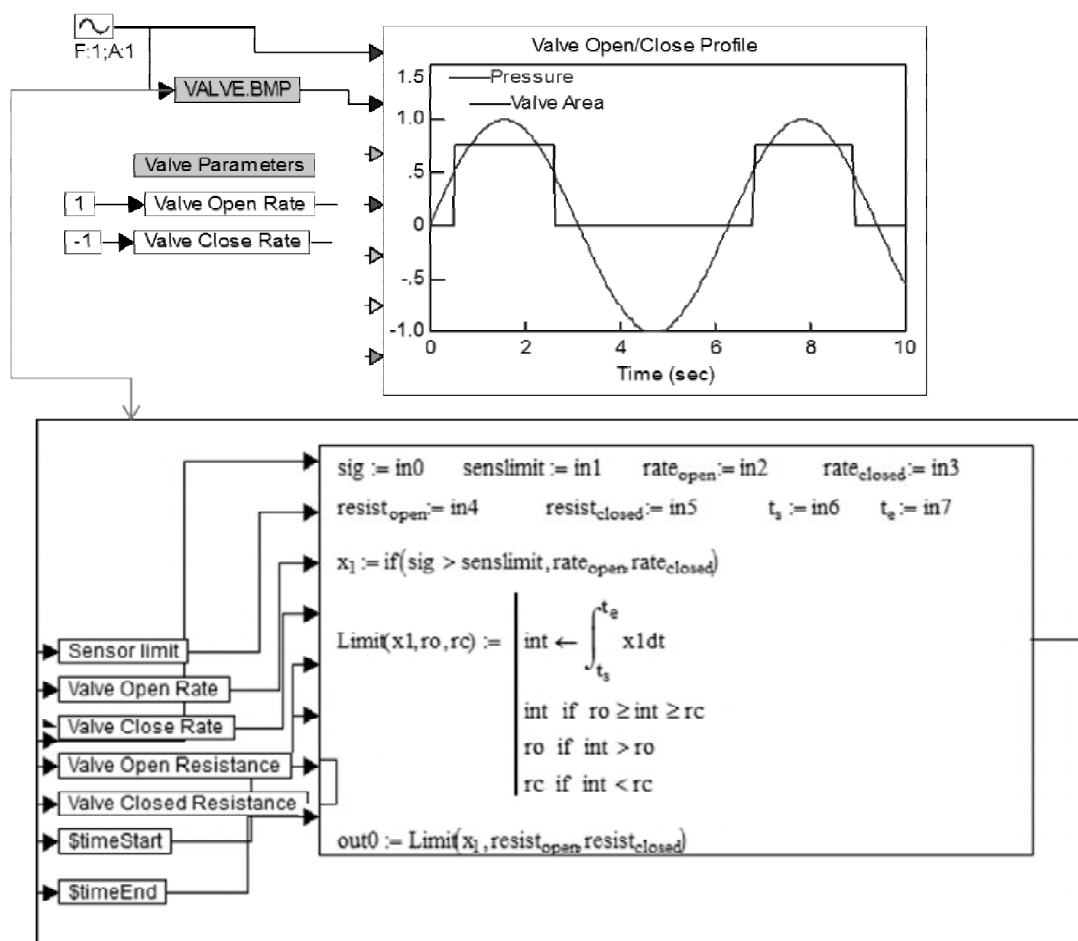 F:1;A:1
VALVE.BMP
Valve Parameters
1 Valve Open Rate
-1 Valve Close Rate
Valve Open/Close Profile
Pressure
Valve Area
1.5
1.0
.5
0
-.5
-1.0
0 2 4 6 8 10
Time (sec)
sig := in0 senslimit := in1 rate_open := in2 rate_closed := in3
resist_open := in4 resist_closed := in5 t_s := in6 t_e := in7
x_1 := if(sig > senslimit, rate_open, rate_closed)
Limit(x1, ro, rc) := int ← ∫_{t_s}^{t_e} x1dt
int if ro ≥ int ≥ rc
ro if int > ro
rc if int < rc
out0 := Limit(x_1, resist_open, resist_closed)
Sensor limit
Valve Open Rate
Valve Close Rate
Valve Open Resistance
Valve Closed Resistance
$timeStart
$timeEnd